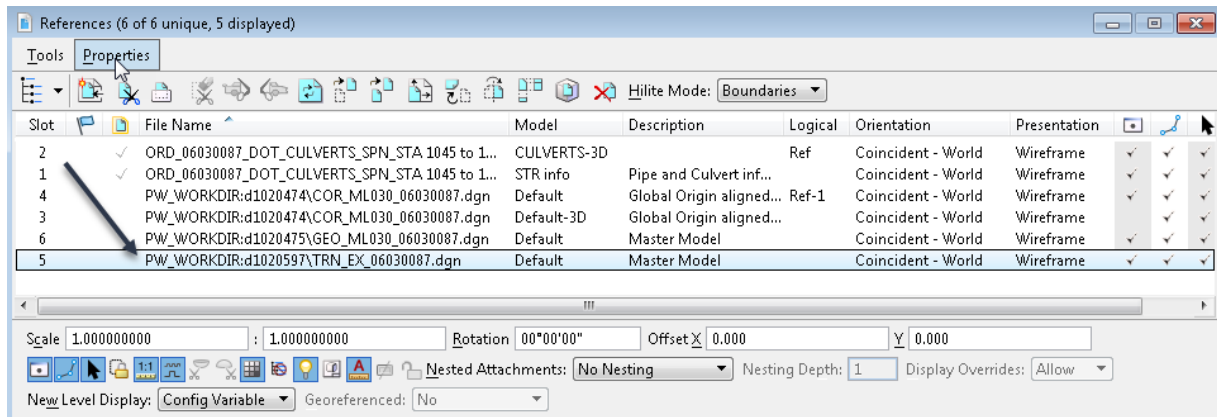 References (6 of 6 unique, 5 displayed)
Tools Properties
Hilite Mode: Boundaries
Slot File Name Model Description Logical Orientation Presentation
2 ORD_06030087_DOT_CULVERTS_SPN_STA 1045 to 1... CULVERTS-3D Ref Coincident - World Wireframe
1 ORD_06030087_DOT_CULVERTS_SPN_STA 1045 to 1... STR info Pipe and Culvert inf... Coincident - World Wireframe
4 PW_WORKDIR:d1020474\COR_ML030_06030087.dgn Default Global Origin aligned... Ref-1 Coincident - World Wireframe
3 PW_WORKDIR:d1020474\COR_ML030_06030087.dgn Default-3D Global Origin aligned... Coincident - World Wireframe
6 PW_WORKDIR:d1020475\GEO_ML030_06030087.dgn Default Master Model Coincident - World Wireframe
5 PW_WORKDIR:d1020597\TRN_EX_06030087.dgn Default Master Model Coincident - World Wireframe
Scale 1.000000000 : 1.000000000 Rotation 00°00'00" Offset X 0.000 Y 0.000
1:1 A Nested Attachments: No Nesting Nesting Depth: 1 Display Overrides: Allow
New Level Display: Config Variable Georeferenced: No